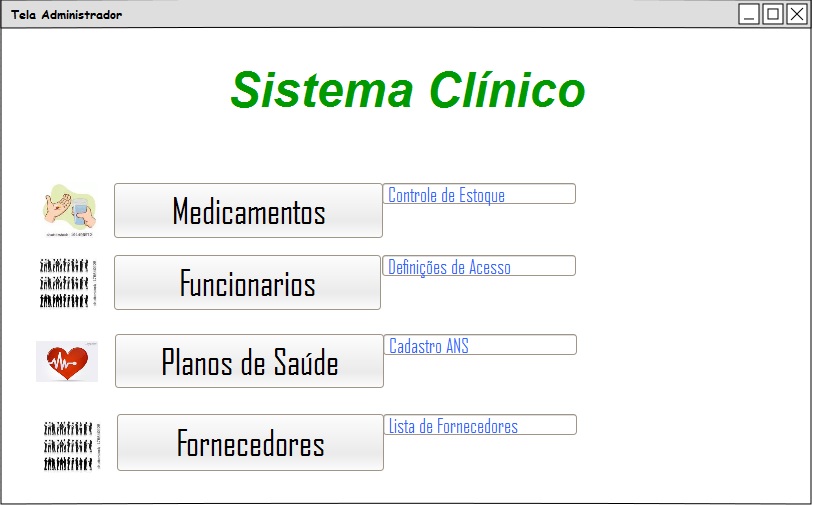 Tela Administrador
Sistema Clínico
Medicamentos
Controle de Estoque
Funcionarios
Definições de Acesso
Planos de Saúde
Cadastro ANS
Fornecedores
Lista de Fornecedores